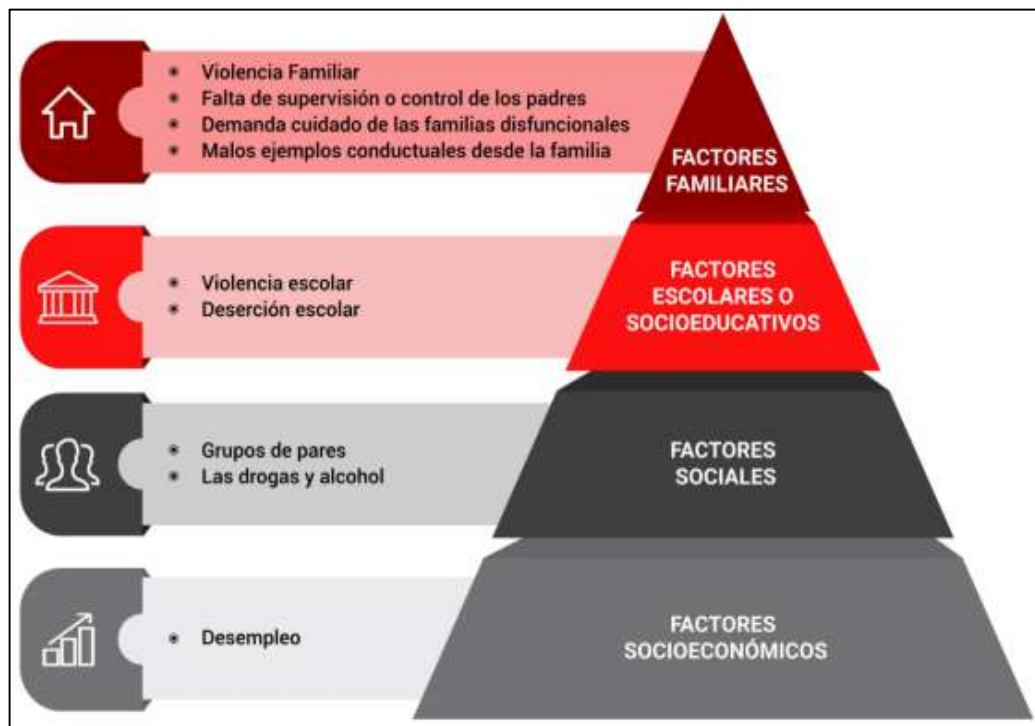 Violencia Familiar
Falta de supervisión o control de los padres
Demanda cuidado de las familias disfuncionales
Malos ejemplos conductuales desde la familia
FACTORES
FAMILIARES
Violencia escolar
Deserción escolar
FACTORES
ESCOLARES O
SOCIOEDUCATIVOS
Grupos de pares
Las drogas y alcohol
FACTORES
SOCIALES
Desempleo
FACTORES
SOCIOECONÓMICOS